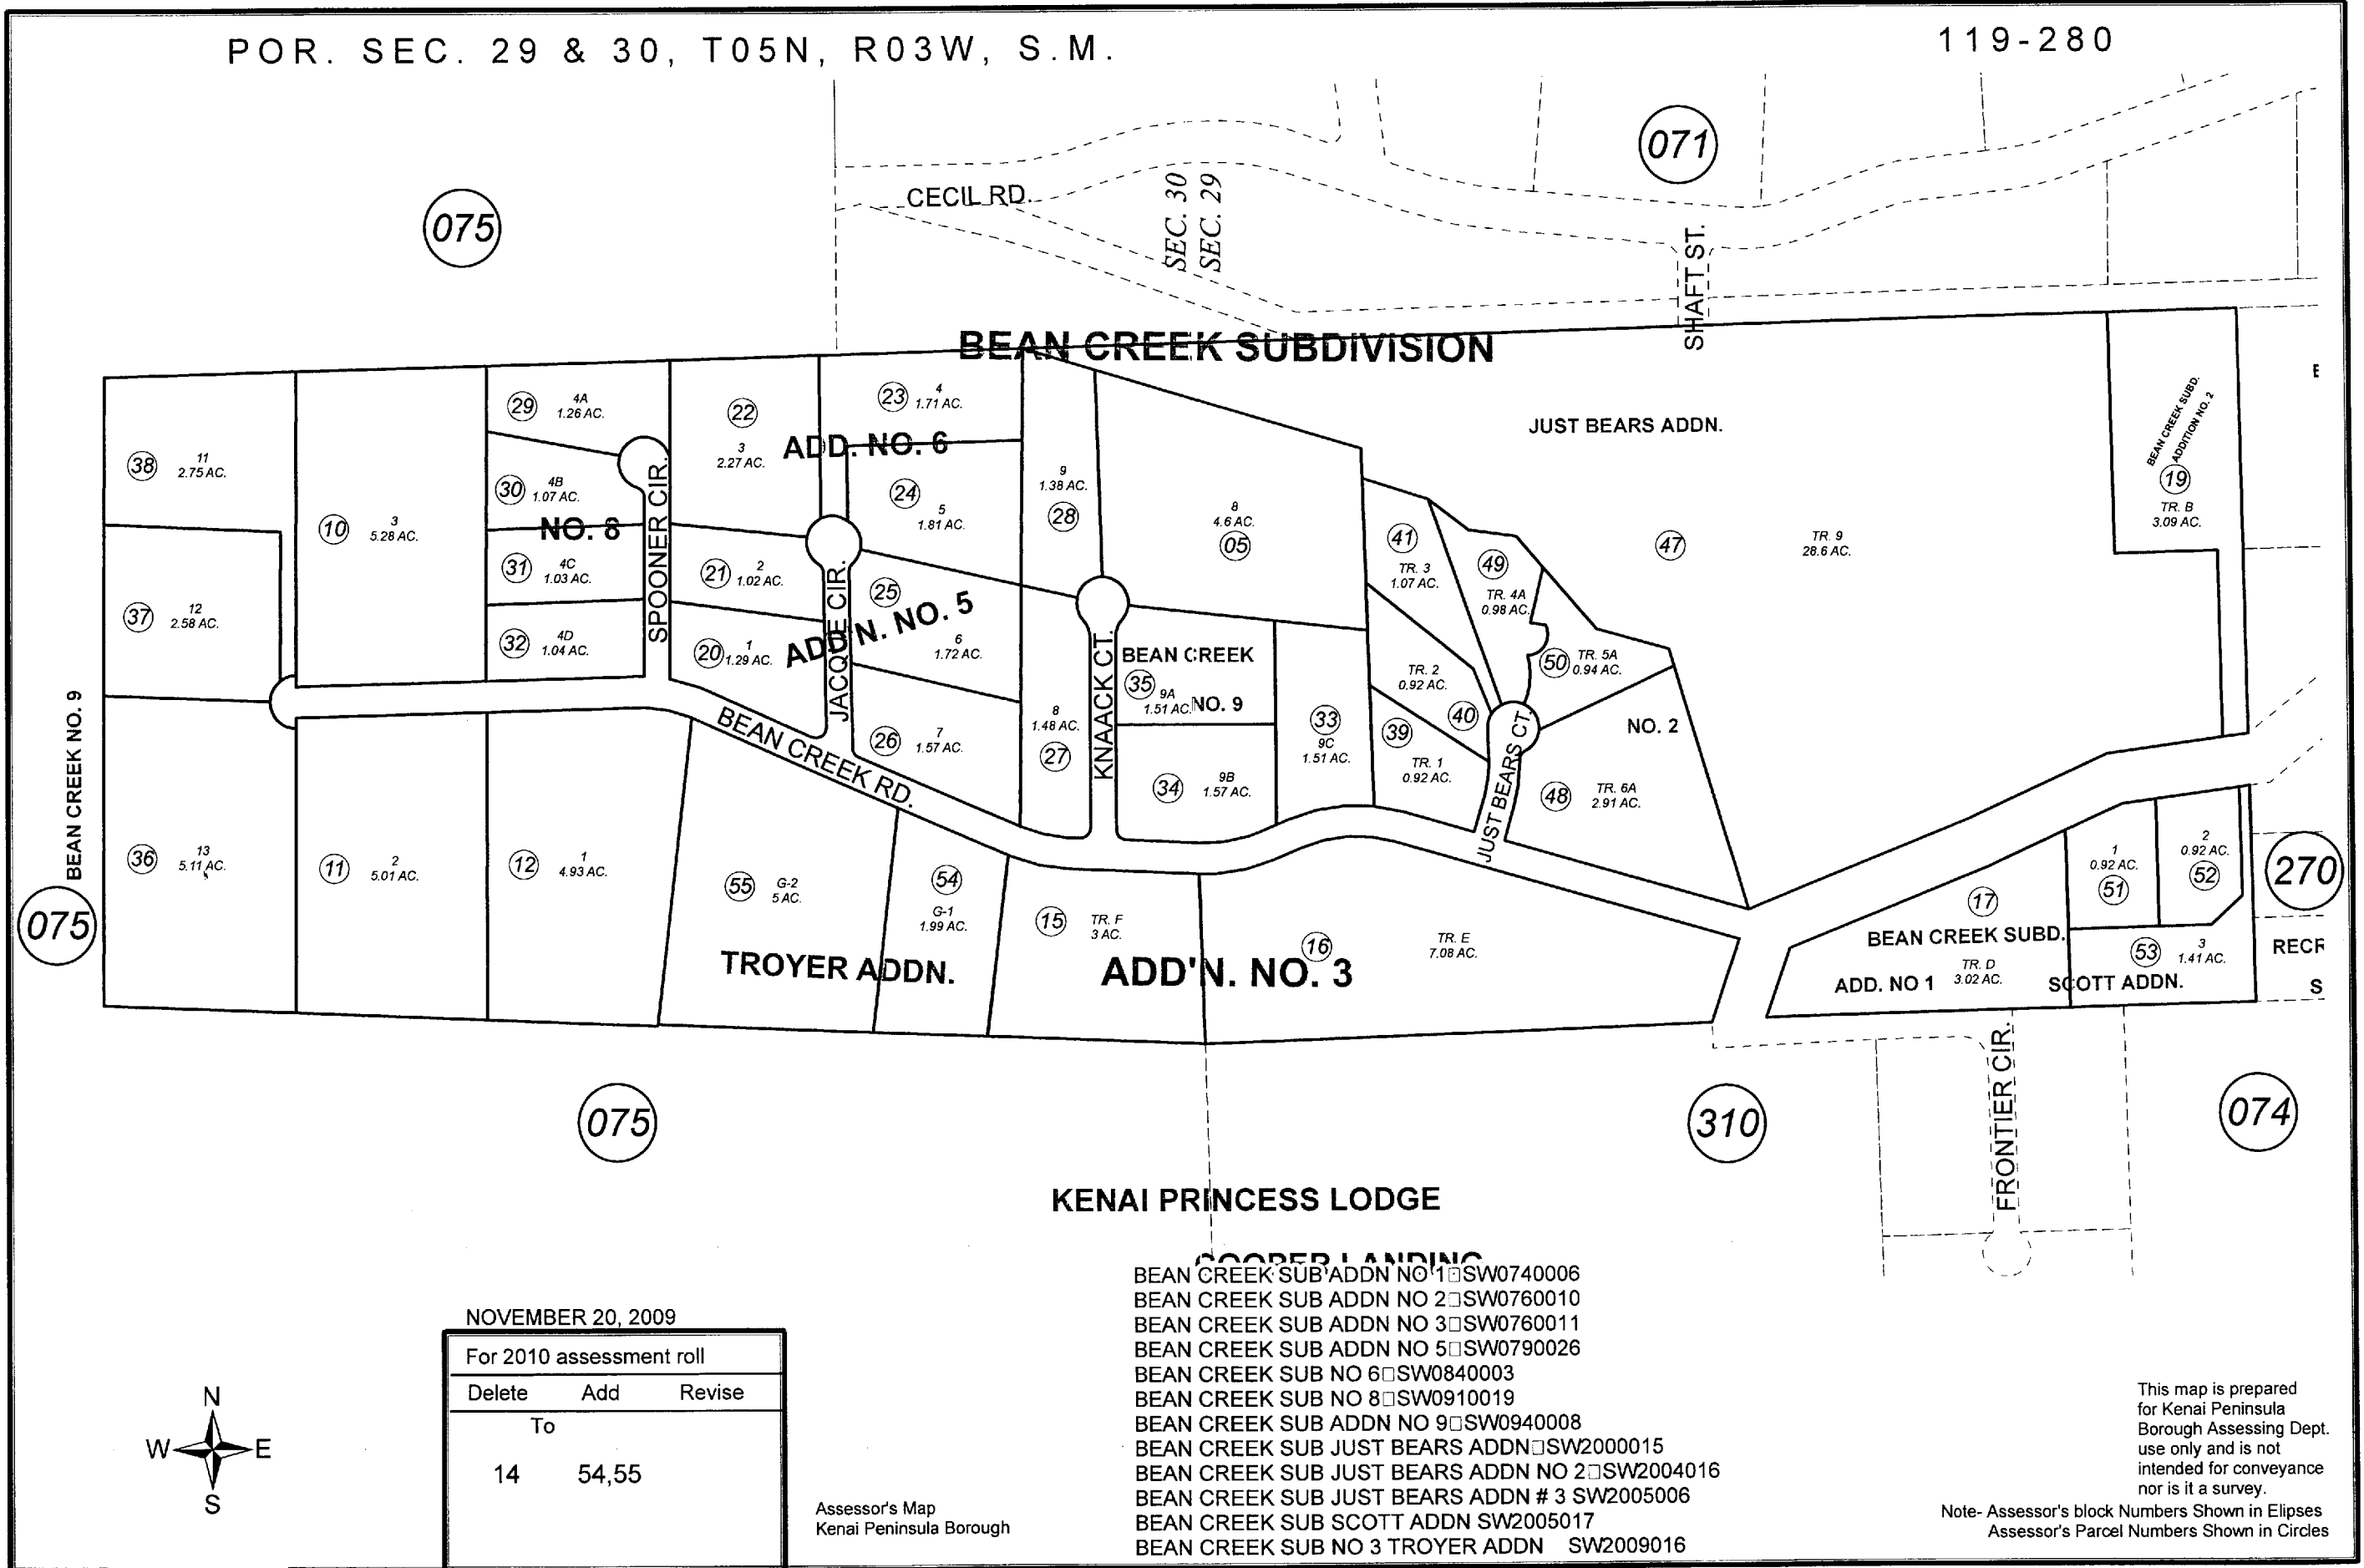 POR. SEC. 29 & 30, T05N, R03W, S.M.
119-280
071
075
CECIL RD.
SEC. 30
SEC. 29
SHAFT ST.
BEAN CREEK SUBDIVISION
E
JUST BEARS ADDN.
BEAN CREEK SUBD.
ADDITION NO. 2
19
TR. B
3.09 AC.
38
11
2.75 AC.
10
3
5.28 AC.
29
4A
1.26 AC.
30
4B
1.07 AC.
NO. 8
31
4C
1.03 AC.
32
4D
1.04 AC.
SPOONER CIR.
22
3
2.27 AC.
ADD. NO. 6
23
4
1.71 AC.
24
5
1.81 AC.
21
2
1.02 AC.
20
1
1.29 AC.
ADD'N. NO. 5
JACQUE CIR.
25
6
1.72 AC.
26
7
1.57 AC.
9
1.38 AC.
28
8
1.48 AC.
27
KNAACK CT.
8
4.6 AC.
05
BEAN CREEK
35
9A
1.51 AC.
NO. 9
34
9B
1.57 AC.
33
9C
1.51 AC.
41
TR. 3
1.07 AC.
49
TR. 4A
0.98 AC.
50
TR. 5A
0.94 AC.
TR. 2
0.92 AC.
40
39
TR. 1
0.92 AC.
JUST BEARS CT.
NO. 2
48
TR. 6A
2.91 AC.
47
TR. 9
28.6 AC.
37
12
2.58 AC.
BEAN CREEK NO. 9
075
36
13
5.11 AC.
11
2
5.01 AC.
12
1
4.93 AC.
BEAN CREEK RD.
55
G-2
5 AC.
54
G-1
1.99 AC.
TROYER ADDN.
15
TR. F
3 AC.
ADD'N. NO. 3
16
TR. E
7.08 AC.
17
BEAN CREEK SUBD.
ADD. NO 1
TR. D
3.02 AC.
1
0.92 AC.
51
2
0.92 AC.
52
53
3
1.41 AC.
SCOTT ADDN.
270
RECR
S
075
310
074
FRONTIER CIR.
KENAI PRINCESS LODGE
COOPER LANDING
BEAN CREEK SUB ADDN NO 1□SW0740006
BEAN CREEK SUB ADDN NO 2□SW0760010
BEAN CREEK SUB ADDN NO 3□SW0760011
BEAN CREEK SUB ADDN NO 5□SW0790026
BEAN CREEK SUB NO 6□SW0840003
BEAN CREEK SUB NO 8□SW0910019
BEAN CREEK SUB ADDN NO 9□SW0940008
BEAN CREEK SUB JUST BEARS ADDN□SW2000015
BEAN CREEK SUB JUST BEARS ADDN NO 2□SW2004016
BEAN CREEK SUB JUST BEARS ADDN # 3 SW2005006
BEAN CREEK SUB SCOTT ADDN SW2005017
BEAN CREEK SUB NO 3 TROYER ADDN SW2009016
NOVEMBER 20, 2009
For 2010 assessment roll
Delete Add Revise
To
14 54,55
N
W E
S
Assessor's Map
Kenai Peninsula Borough
This map is prepared
for Kenai Peninsula
Borough Assessing Dept.
use only and is not
intended for conveyance
nor is it a survey.
Note- Assessor's block Numbers Shown in Elipses
Assessor's Parcel Numbers Shown in Circles